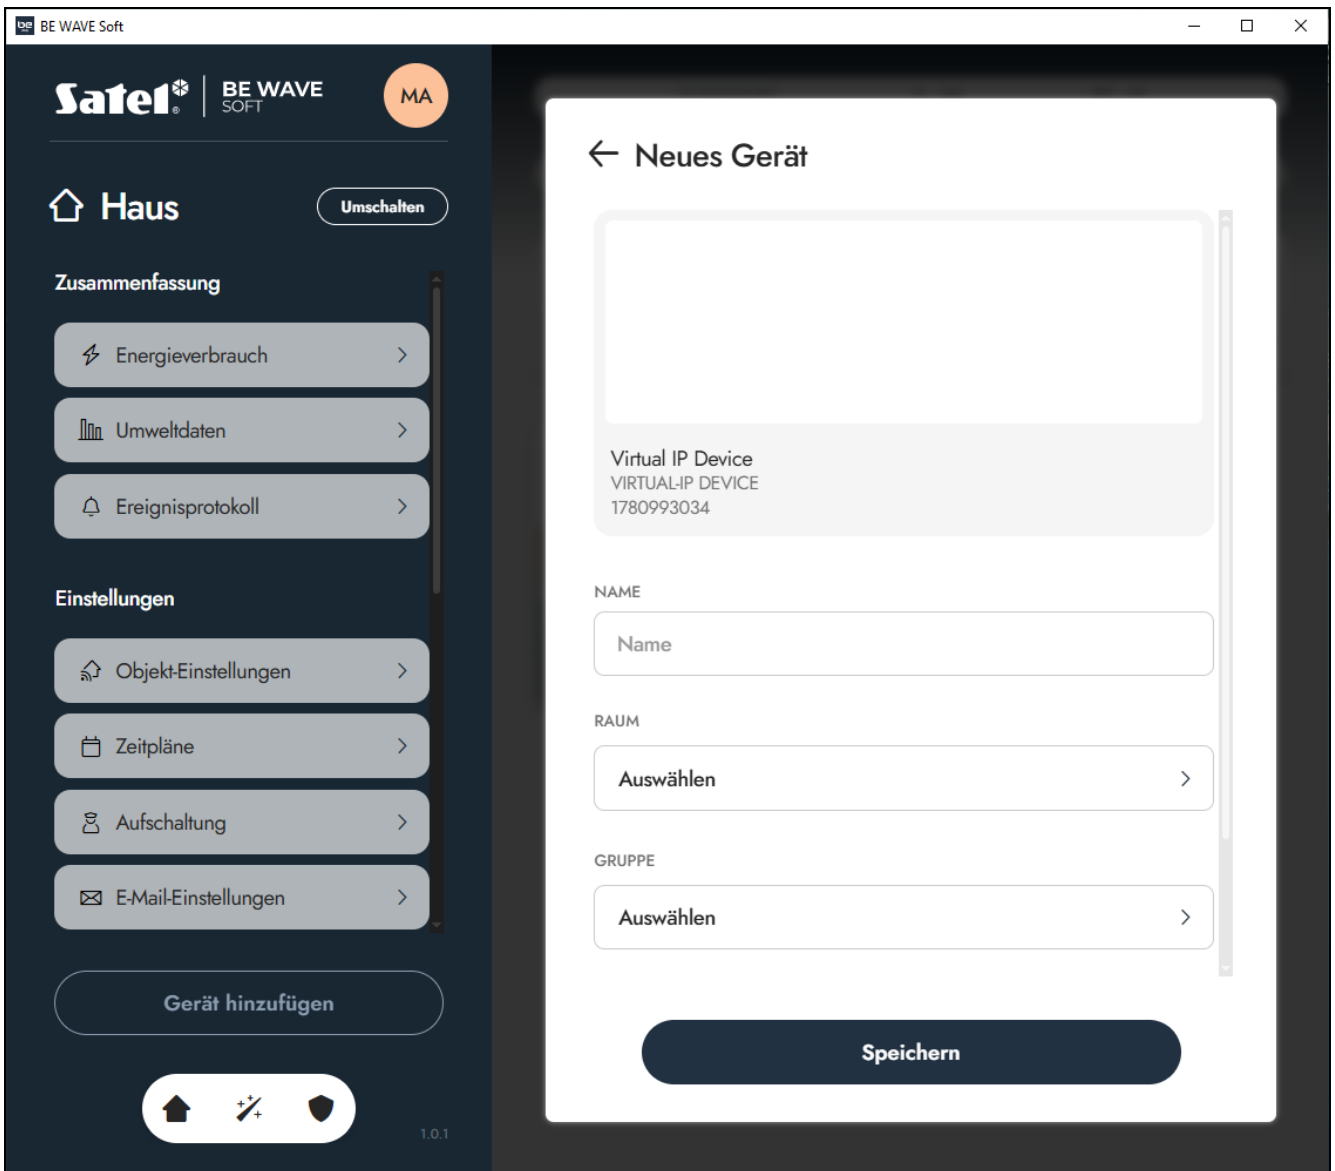 BE WAVE Soft
Satel
BE WAVE
SOFT
MA
Haus
Umschalten
Zusammenfassung
Energieverbrauch
Umweltdaten
Ereignisprotokoll
Einstellungen
Objekt-Einstellungen
Zeitpläne
Aufschaltung
E-Mail-Einstellungen
Gerät hinzufügen
1.0.1
Neues Gerät
Virtual IP Device
VIRTUAL-IP DEVICE
1780993034
NAME
Name
RAUM
Auswählen
GRUPPE
Auswählen
Speichern